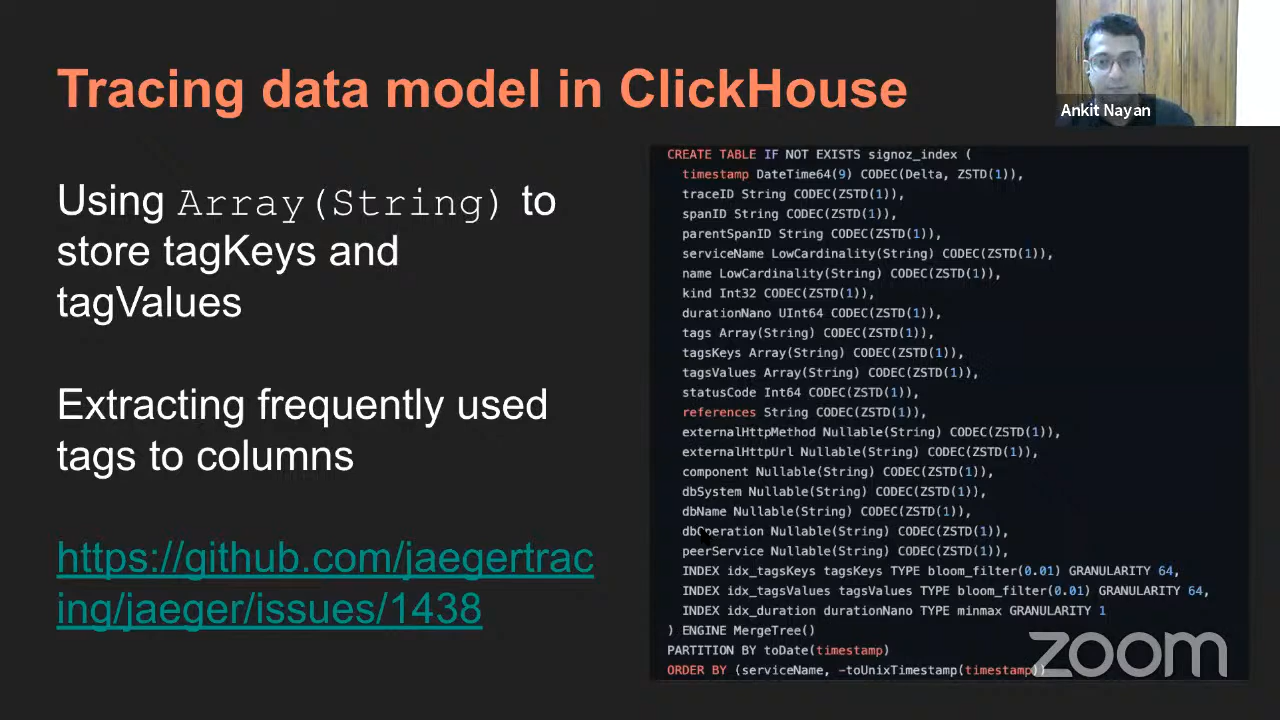 Tracing data model in ClickHouse
Ankit Nayan
Using Array(String) to
store tagKeys and
tagValues
Extracting frequently used
tags to columns
https://github.com/jaegertrac
ing/jaeger/issues/1438
CREATE TABLE IF NOT EXISTS signoz_index (
timestamp DateTime64(9) CODEC(Delta, ZSTD(1)),
traceID String CODEC(ZSTD(1)),
spanID String CODEC(ZSTD(1)),
parentSpanID String CODEC(ZSTD(1)),
serviceName LowCardinality(String) CODEC(ZSTD(1)),
name LowCardinality(String) CODEC(ZSTD(1)),
kind Int32 CODEC(ZSTD(1)),
durationNano UInt64 CODEC(ZSTD(1)),
tags Array(String) CODEC(ZSTD(1)),
tagsKeys Array(String) CODEC(ZSTD(1)),
tagsValues Array(String) CODEC(ZSTD(1)),
statusCode Int64 CODEC(ZSTD(1)),
references String CODEC(ZSTD(1)),
externalHttpMethod Nullable(String) CODEC(ZSTD(1)),
externalHttpUrl Nullable(String) CODEC(ZSTD(1)),
component Nullable(String) CODEC(ZSTD(1)),
dbSystem Nullable(String) CODEC(ZSTD(1)),
dbName Nullable(String) CODEC(ZSTD(1)),
dbOperation Nullable(String) CODEC(ZSTD(1)),
peerService Nullable(String) CODEC(ZSTD(1)),
INDEX idx_tagsKeys tagsKeys TYPE bloom_filter(0.01) GRANULARITY 64,
INDEX idx_tagsValues tagsValues TYPE bloom_filter(0.01) GRANULARITY 64,
INDEX idx_duration durationNano TYPE minmax GRANULARITY 1
) ENGINE MergeTree()
PARTITION BY toDate(timestamp)
ORDER BY (serviceName, -toUnixTimestamp(timestamp))
zoom